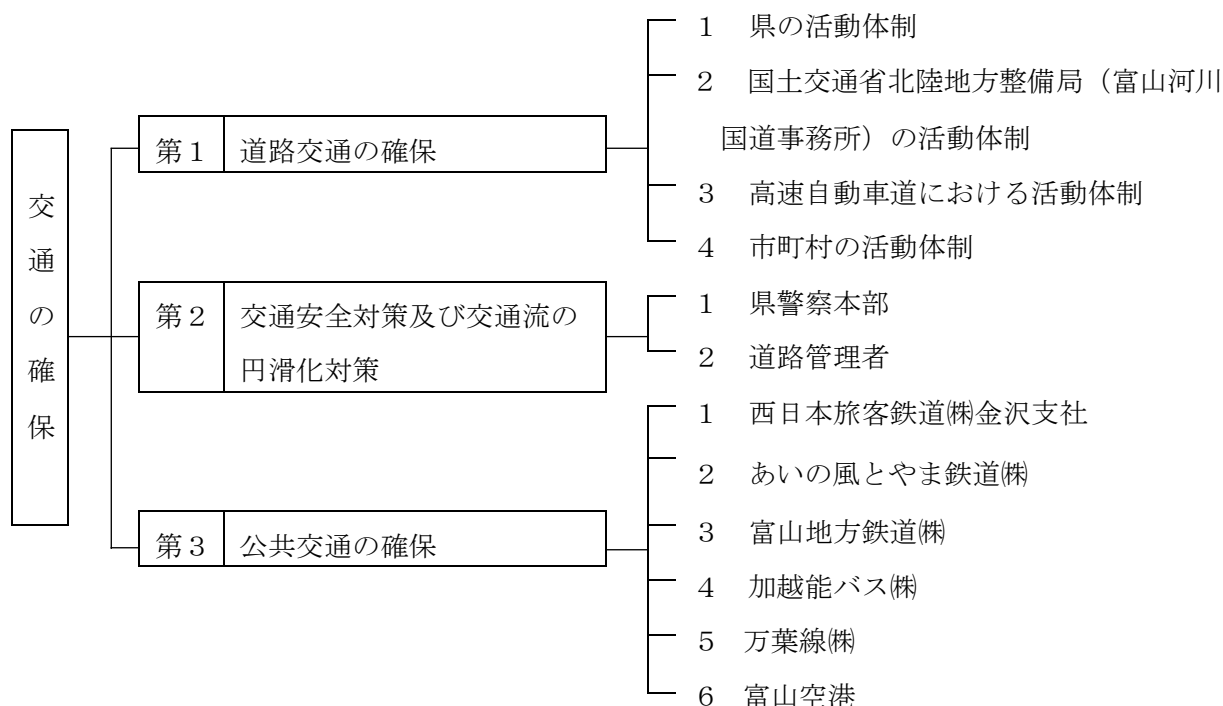 交通の確保
第1 道路交通の確保
1 県の活動体制
2 国土交通省北陸地方整備局（富山河川
国道事務所）の活動体制
3 高速自動車道における活動体制
4 市町村の活動体制
第2 交通安全対策及び交通流の
円滑化対策
1 県警察本部
2 道路管理者
第3 公共交通の確保
1 西日本旅客鉄道㈱金沢支社
2 あいの風とやま鉄道㈱
3 富山地方鉄道㈱
4 加越能バス㈱
5 万葉線㈱
6 富山空港